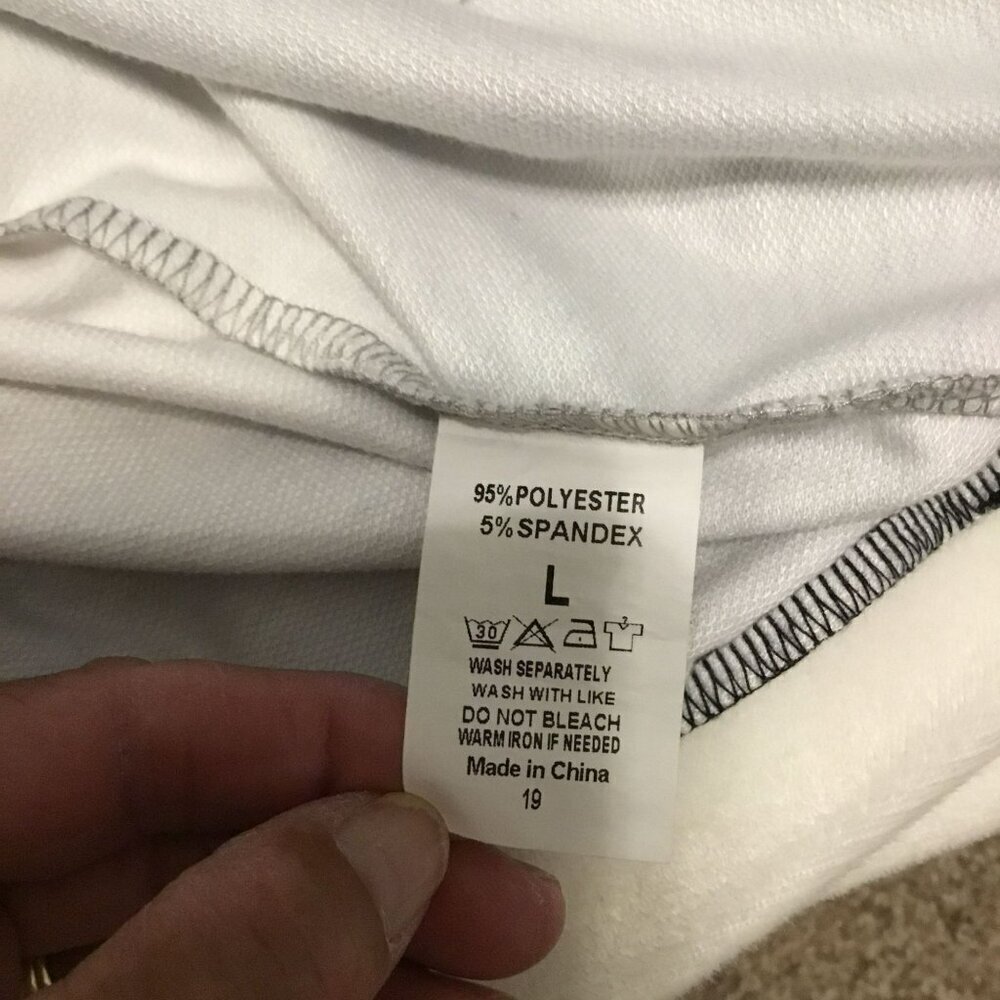 95%POLYESTER
5%SPANDEX
L
30
WASH SEPARATELY
WASH WITH LIKE
DO NOT BLEACH
WARM IRON IF NEEDED
Made in China
19